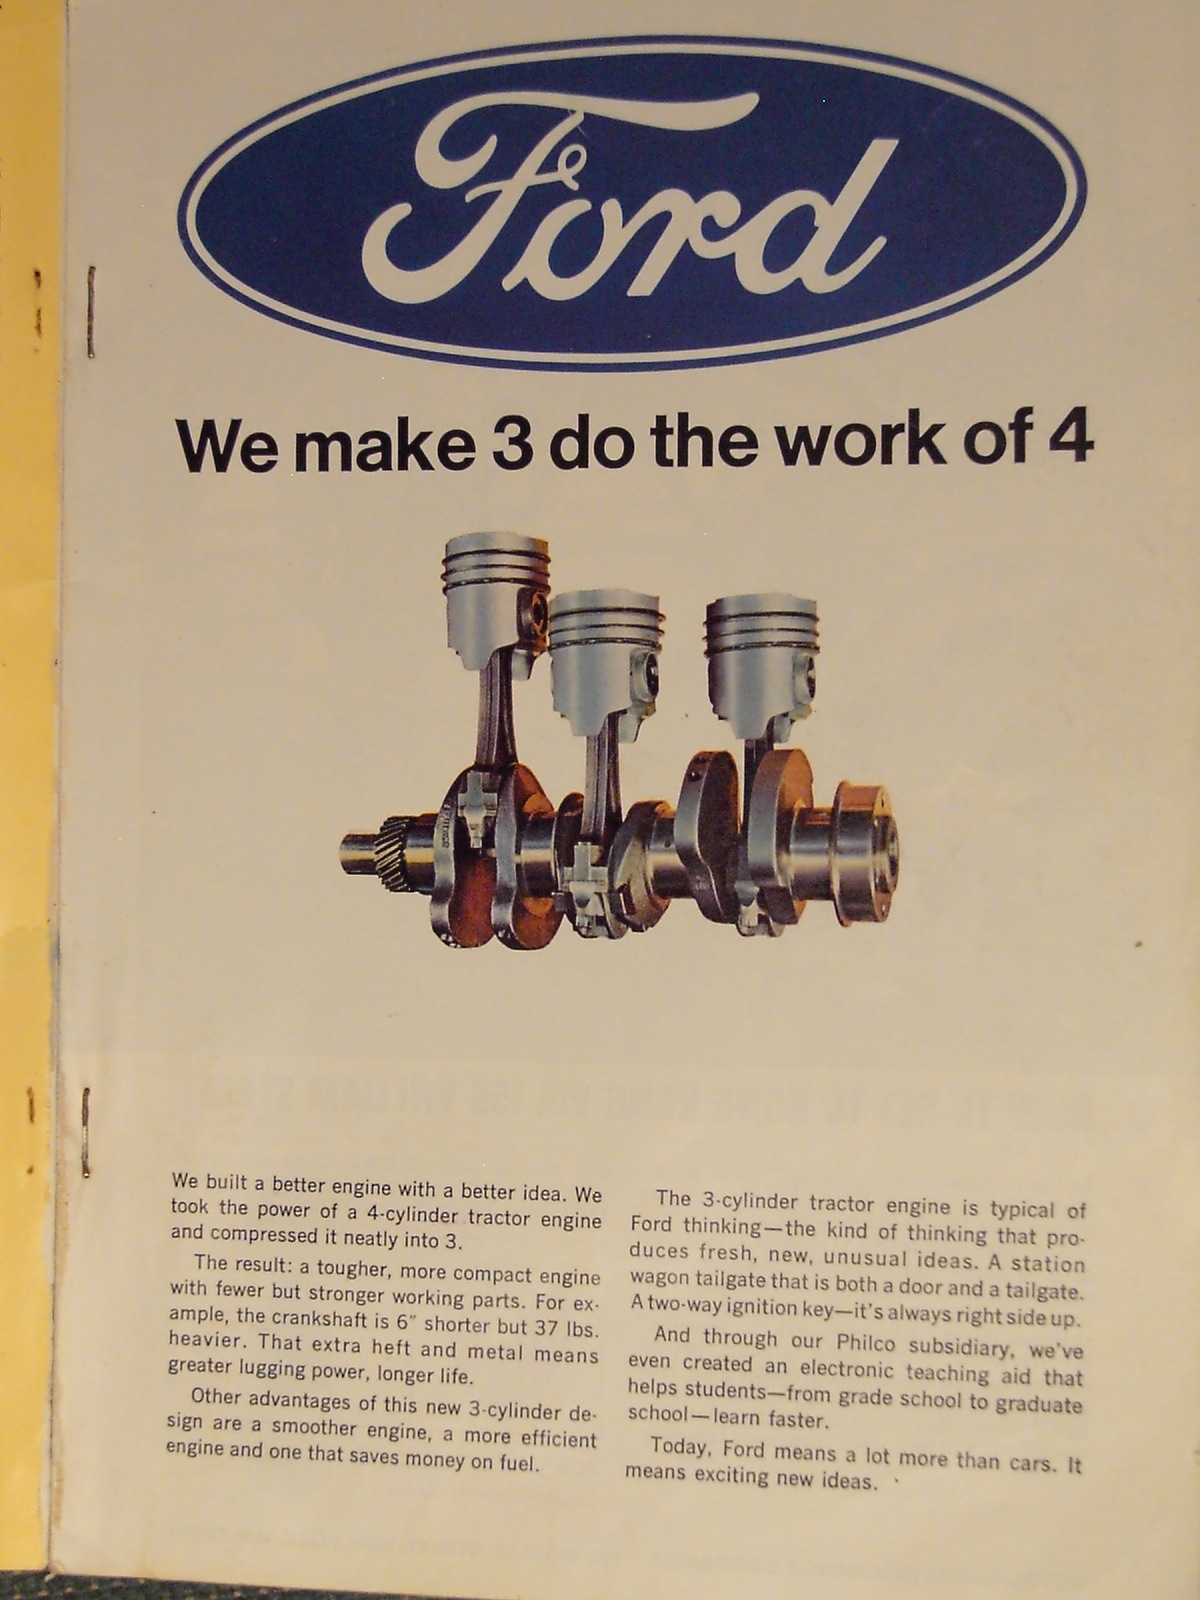 Ford
We make 3 do the work of 4
We built a better engine with a better idea. We
took the power of a 4-cylinder tractor engine
and compressed it neatly into 3.
The result: a tougher, more compact engine
with fewer but stronger working parts. For ex-
ample, the crankshaft is 6″ shorter but 37 lbs.
heavier. That extra heft and metal means
greater lugging power, longer life.
Other advantages of this new 3-cylinder de-
sign are a smoother engine, a more efficient
engine and one that saves money on fuel.
The 3-cylinder tractor engine is typical of
Ford thinking—the kind of thinking that pro-
duces fresh, new, unusual ideas. A station
wagon tailgate that is both a door and a tailgate.
A two-way ignition key—it's always right side up.
And through our Philco subsidiary, we've
even created an electronic teaching aid that
helps students—from grade school to graduate
school—learn faster.
Today, Ford means a lot more than cars. It
means exciting new ideas.